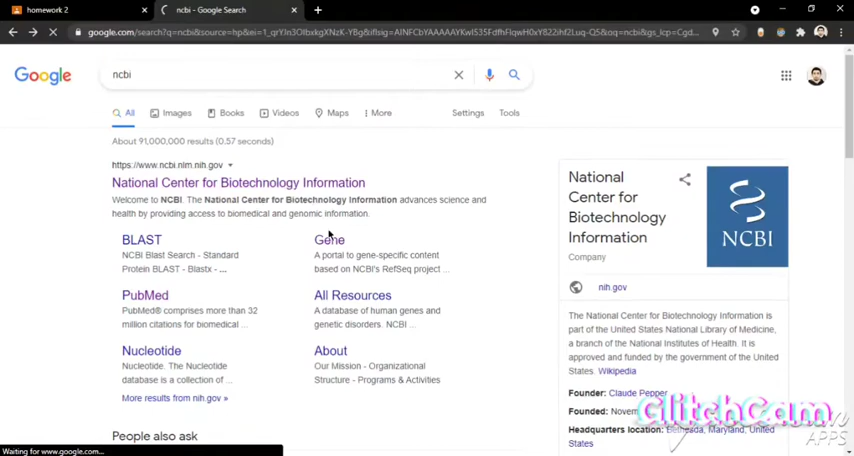 homework 2
ncbi - Google Search
google.com/search?q=ncbi&source=hp&ei=1_
Google
ncbi
All Images Books Videos Maps More Settings Tools
About 91,000,000 results (0.57 seconds)
https://www.ncbi.nlm.nih.gov
National Center for Biotechnology Information
Welcome to NCBI. The National Center for Biotechnology Information advances science and
health by providing access to biomedical and genomic information.
BLAST
NCBI Blast Search - Standard
Protein BLAST - Blastx - ...
Gene
A portal to gene-specific content
based on NCBI's RefSeq project ...
PubMed
PubMed® comprises more than 32
million citations for biomedical ...
All Resources
A database of human genes and
genetic disorders. NCBI ...
Nucleotide
Nucleotide. The Nucleotide
database is a collection of ...
About
Our Mission - Organizational
Structure - Programs & Activities
More results from nih.gov »
People also ask
National
Center for
Biotechnology
Information
Company
NCBI
nih.gov
The National Center for Biotechnology Information is
part of the United States National Library of Medicine,
a branch of the National Institutes of Health. It is
approved and funded by the government of the United
States. Wikipedia
Founder: Claude Pepper
Founded:
Headquarters location: Bethesda, Maryland, United
States
GlitchCam
APPS
Waiting for www.google.com...